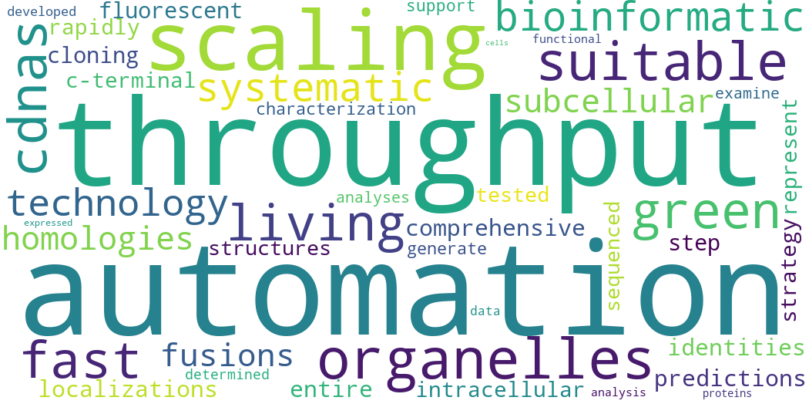 developed
fluorescent
support
bioinformatic
rapidly
scaling
functional
cloning
cells
suitable
cdnas
c-terminal
systematic
subcellular
examine
characterization
throughput
represent
technology
analyses
tested
living
green
expressed
comprehensive
homologies
structures
generate
sequenced
step
strategy
automation
data
fast
fusions
organelles
identities
determined
predictions
localizations
entire
intracellular
analysis
proteins